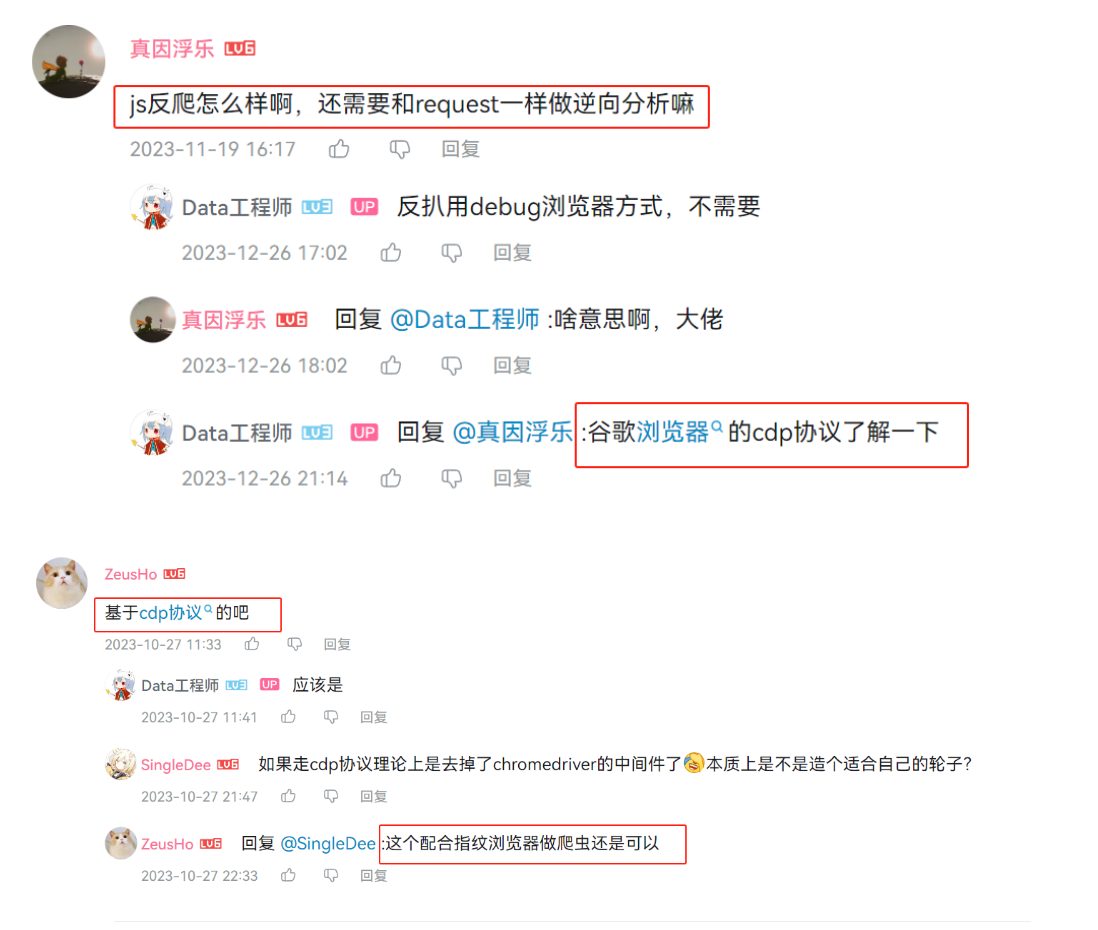 真因浮乐 LV6
js反爬怎么样啊，还需要和request一样做逆向分析嘛
2023-11-19 16:17 回复
Data工程师 LV3 UP 反扒用debug浏览器方式，不需要
2023-12-26 17:02 回复
真因浮乐 LV6 回复 @Data工程师 :啥意思啊，大佬
2023-12-26 18:02 回复
Data工程师 LV3 UP 回复 @真因浮乐 :谷歌浏览器的cdp协议了解一下
2023-12-26 21:14 回复
ZeusHo LV6
基于cdp协议的吧
2023-10-27 11:33 回复
Data工程师 LV3 UP 应该是
2023-10-27 11:41 回复
SingleDee LV6 如果走cdp协议理论上是去掉了chromedriver的中间件了🤣本质上是不是造个适合自己的轮子?
2023-10-27 21:47 回复
ZeusHo LV6 回复 @SingleDee :这个配合指纹浏览器做爬虫还是可以
2023-10-27 22:33 回复